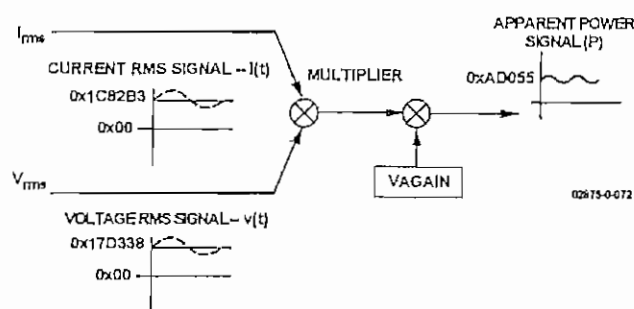 Irms
CURRENT RMS SIGNAL – I(t)
0x1C82B3
0x00
MULTIPLIER
APPARENT POWER
SIGNAL (P)
0xAD055
VAGAIN
02875-0-072
Vrms
VOLTAGE RMS SIGNAL – v(t)
0x17D338
0x00